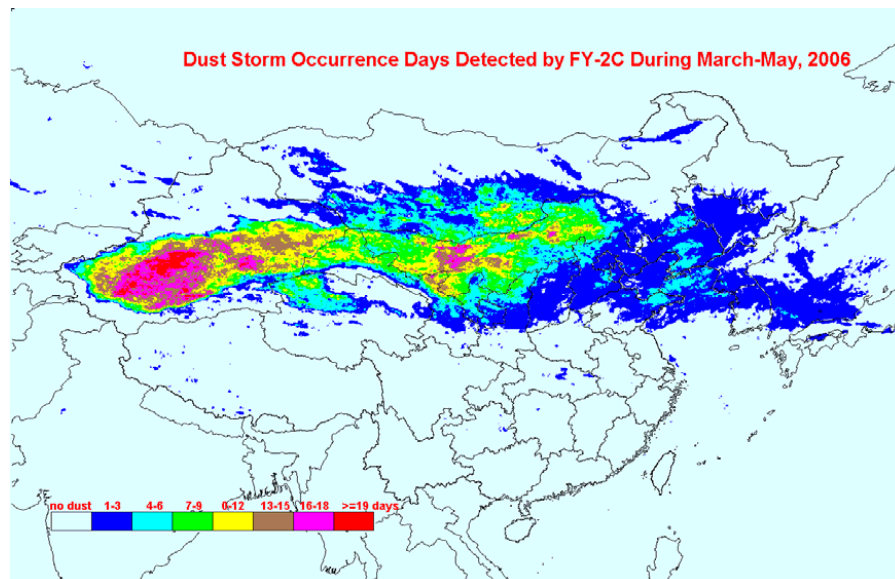 Dust Storm Occurrence Days Detected by FY-2C During March-May, 2006
no dust 1-3 4-6 7-9 0-12 13-15 16-18 >=19 days